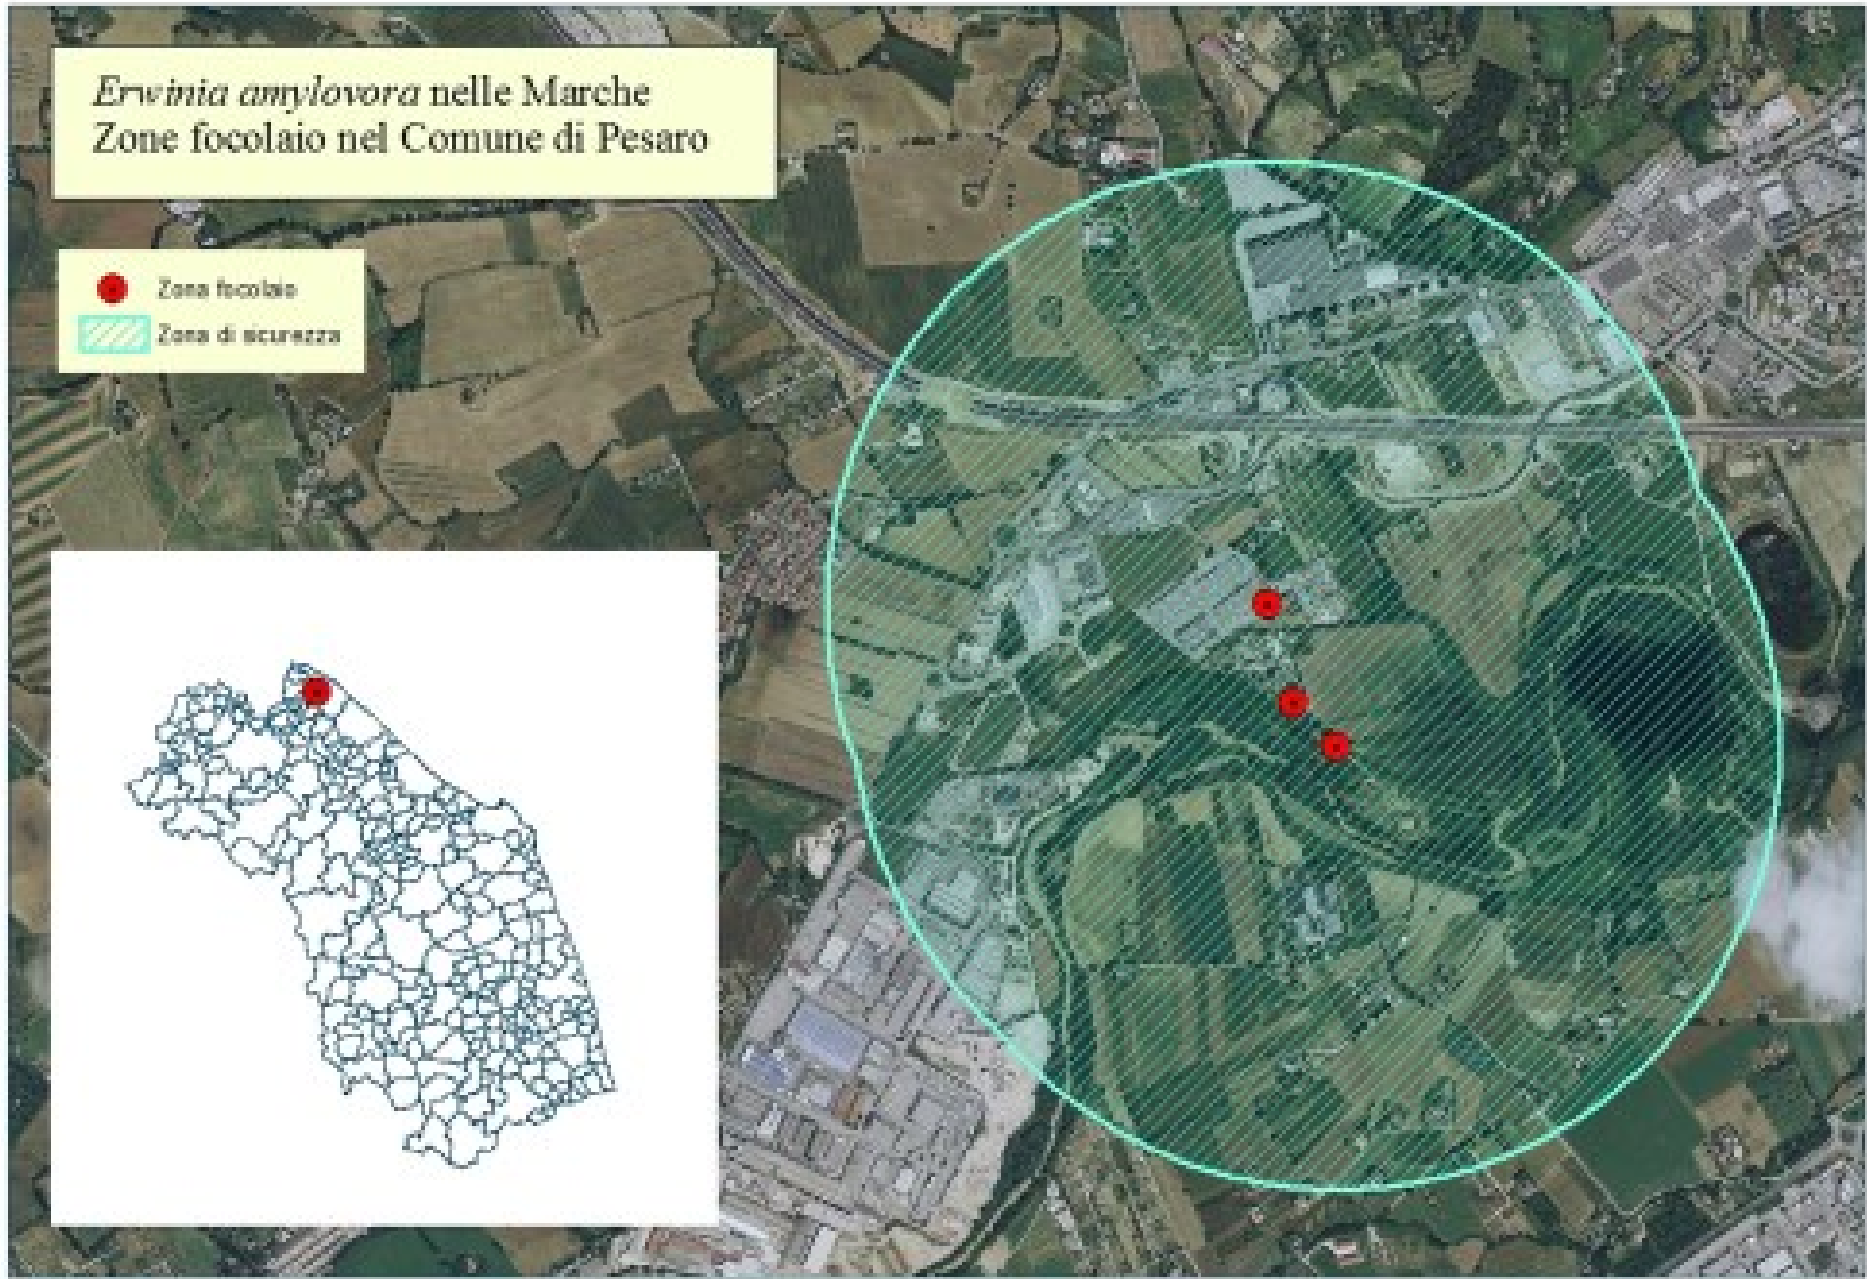 Erwinia amylovora nelle Marche
Zone focolaio nel Comune di Pesaro
Zona focolaio
Zona di sicurezza